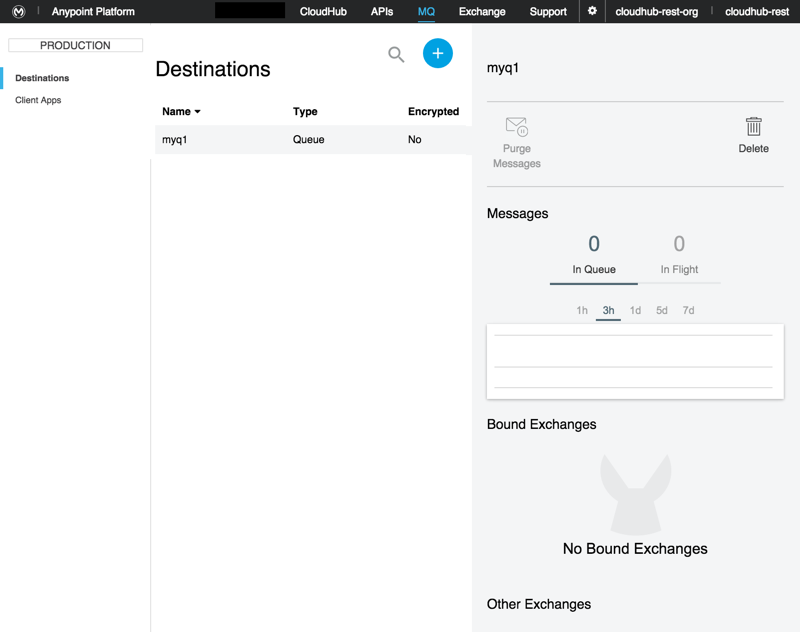 Anypoint Platform
CloudHub
APIs
MQ
Exchange
Support
cloudhub-rest-org
cloudhub-rest
PRODUCTION
Destinations
Client Apps
Destinations
Name
Type
Encrypted
myq1
Queue
No
myq1
Purge
Messages
Delete
Messages
0
In Queue
0
In Flight
1h
3h
1d
5d
7d
Bound Exchanges
No Bound Exchanges
Other Exchanges